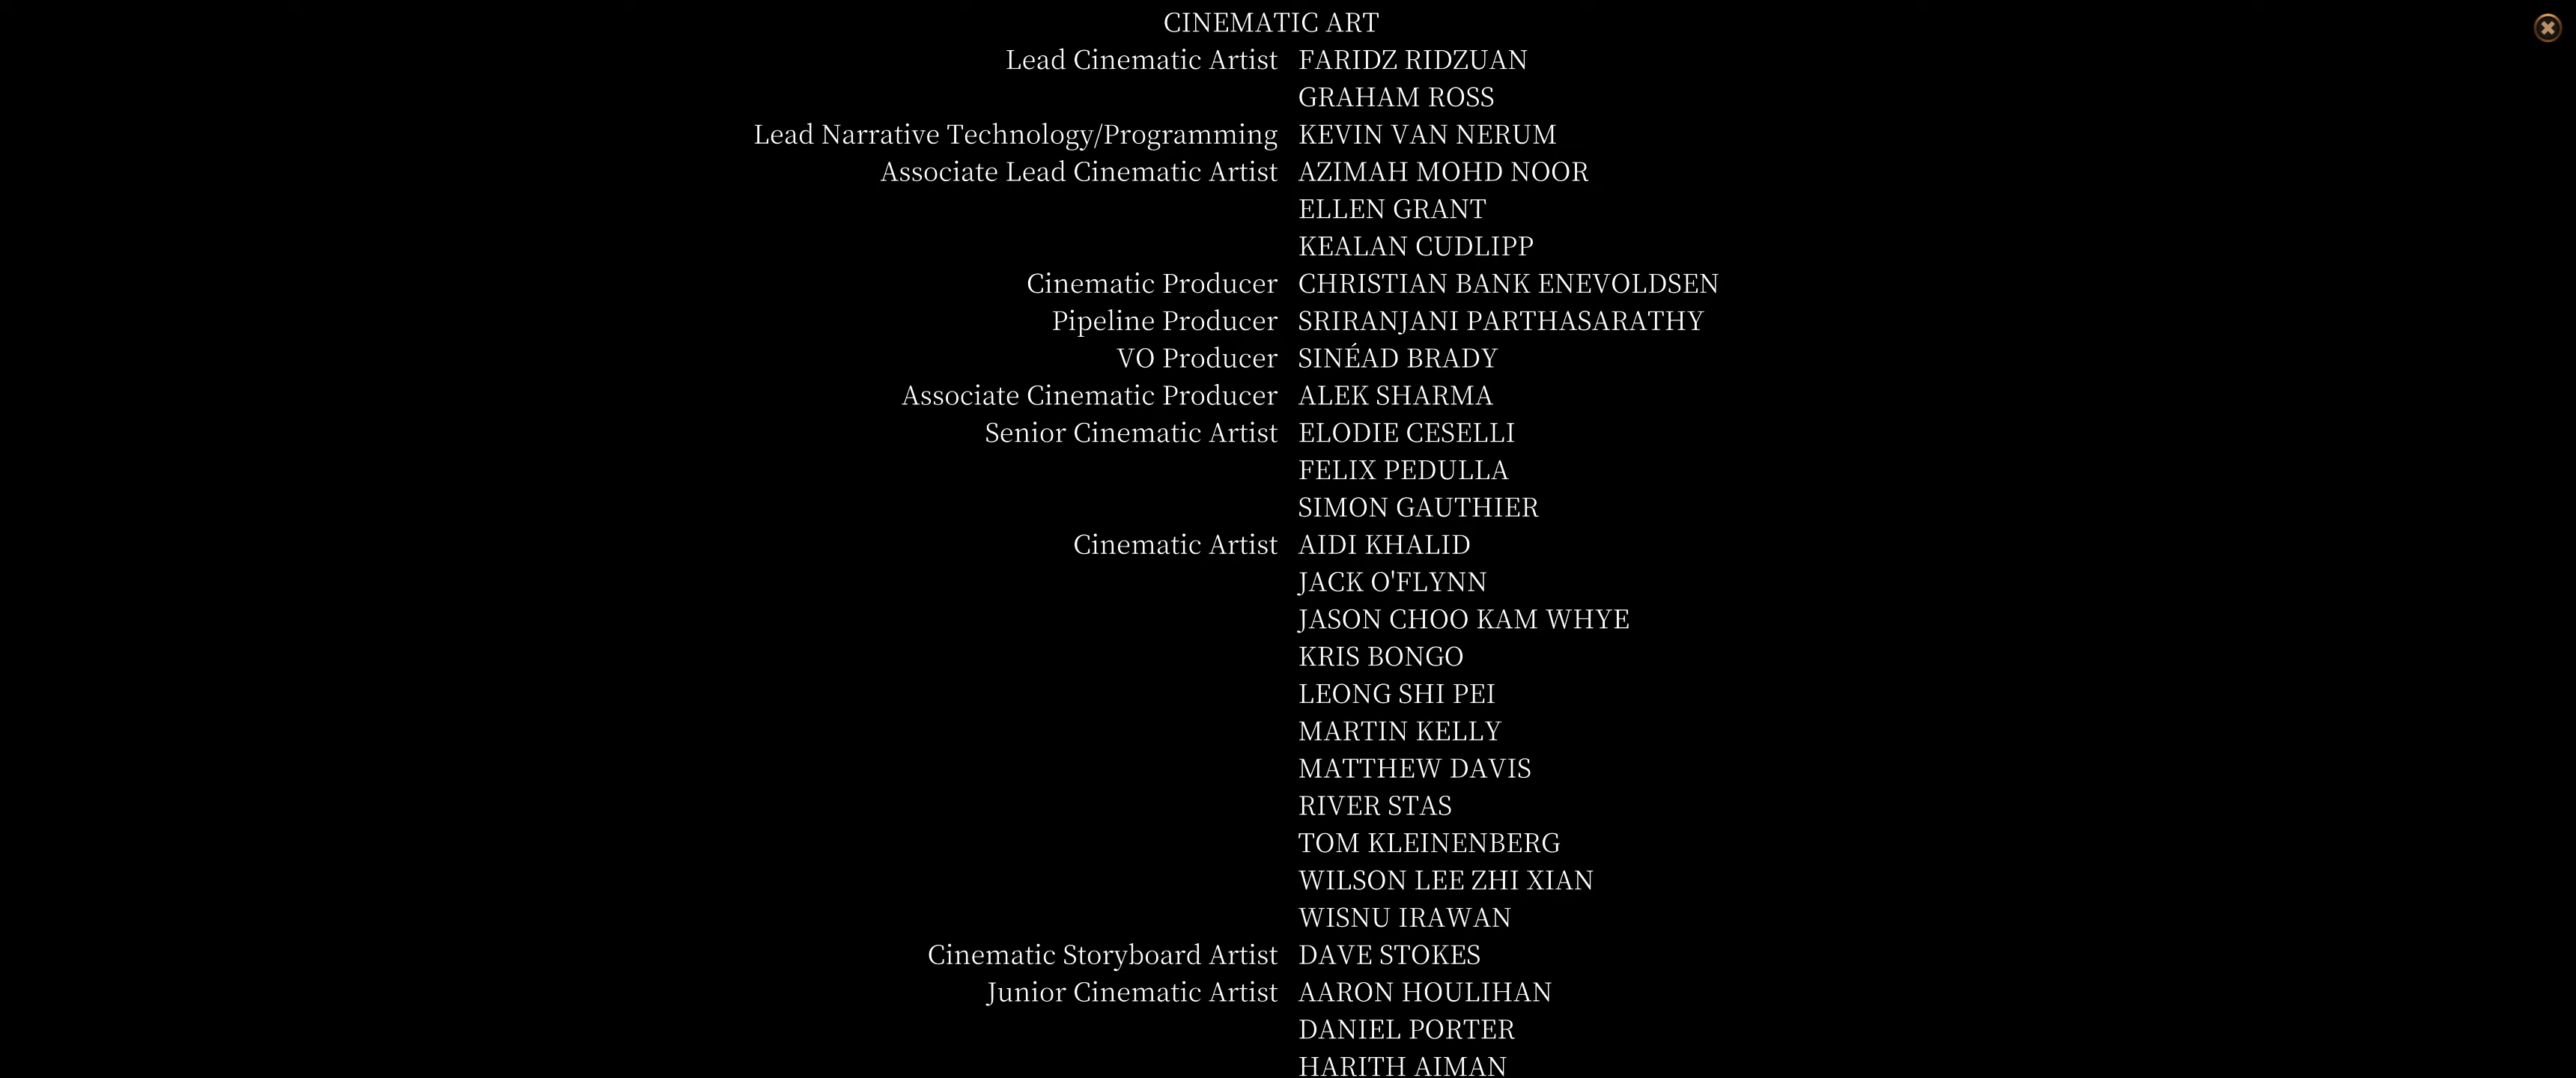 CINEMATIC ART
Lead Cinematic Artist FARIDZ RIDZUAN
GRAHAM ROSS
Lead Narrative Technology/Programming KEVIN VAN NERUM
Associate Lead Cinematic Artist AZIMAH MOHD NOOR
ELLEN GRANT
KEALAN CUDLIPP
Cinematic Producer CHRISTIAN BANK ENEVOLDSEN
Pipeline Producer SRIRANJANI PARTHASARATHY
VO Producer SINÉAD BRADY
Associate Cinematic Producer ALEK SHARMA
Senior Cinematic Artist ELODIE CESELLI
FELIX PEDULLA
SIMON GAUTHIER
Cinematic Artist AIDI KHALID
JACK O'FLYNN
JASON CHOO KAM WHYE
KRIS BONGO
LEONG SHI PEI
MARTIN KELLY
MATTHEW DAVIS
RIVER STAS
TOM KLEINENBERG
WILSON LEE ZHI XIAN
WISNU IRAWAN
Cinematic Storyboard Artist DAVE STOKES
Junior Cinematic Artist AARON HOULIHAN
DANIEL PORTER
HARITH AIMAN